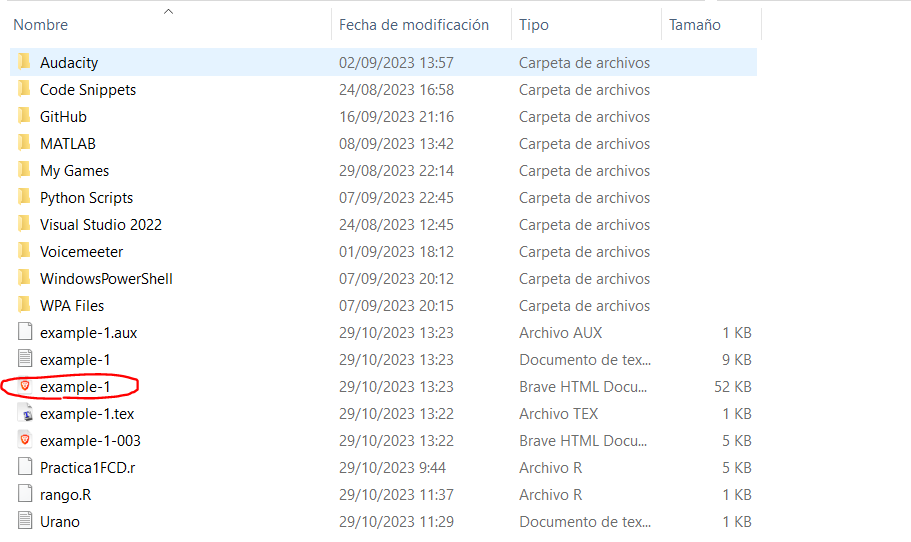 Nombre Fecha de modificación Tipo Tamaño
Audacity 02/09/2023 13:57 Carpeta de archivos
Code Snippets 24/08/2023 16:58 Carpeta de archivos
GitHub 16/09/2023 21:16 Carpeta de archivos
MATLAB 08/09/2023 13:42 Carpeta de archivos
My Games 29/08/2023 22:14 Carpeta de archivos
Python Scripts 07/09/2023 22:45 Carpeta de archivos
Visual Studio 2022 24/08/2023 12:45 Carpeta de archivos
Voicemeeter 01/09/2023 18:12 Carpeta de archivos
WindowsPowerShell 07/09/2023 20:12 Carpeta de archivos
WPA Files 07/09/2023 20:15 Carpeta de archivos
example-1.aux 29/10/2023 13:23 Archivo AUX 1 KB
example-1 29/10/2023 13:23 Documento de tex... 9 KB
example-1 29/10/2023 13:23 Brave HTML Docu... 52 KB
example-1.tex 29/10/2023 13:22 Archivo TEX 1 KB
example-1-003 29/10/2023 13:22 Brave HTML Docu... 5 KB
Practica1FCD.r 29/10/2023 9:44 Archivo R 5 KB
rango.R 29/10/2023 11:37 Archivo R 1 KB
Urano 29/10/2023 11:29 Documento de tex... 1 KB